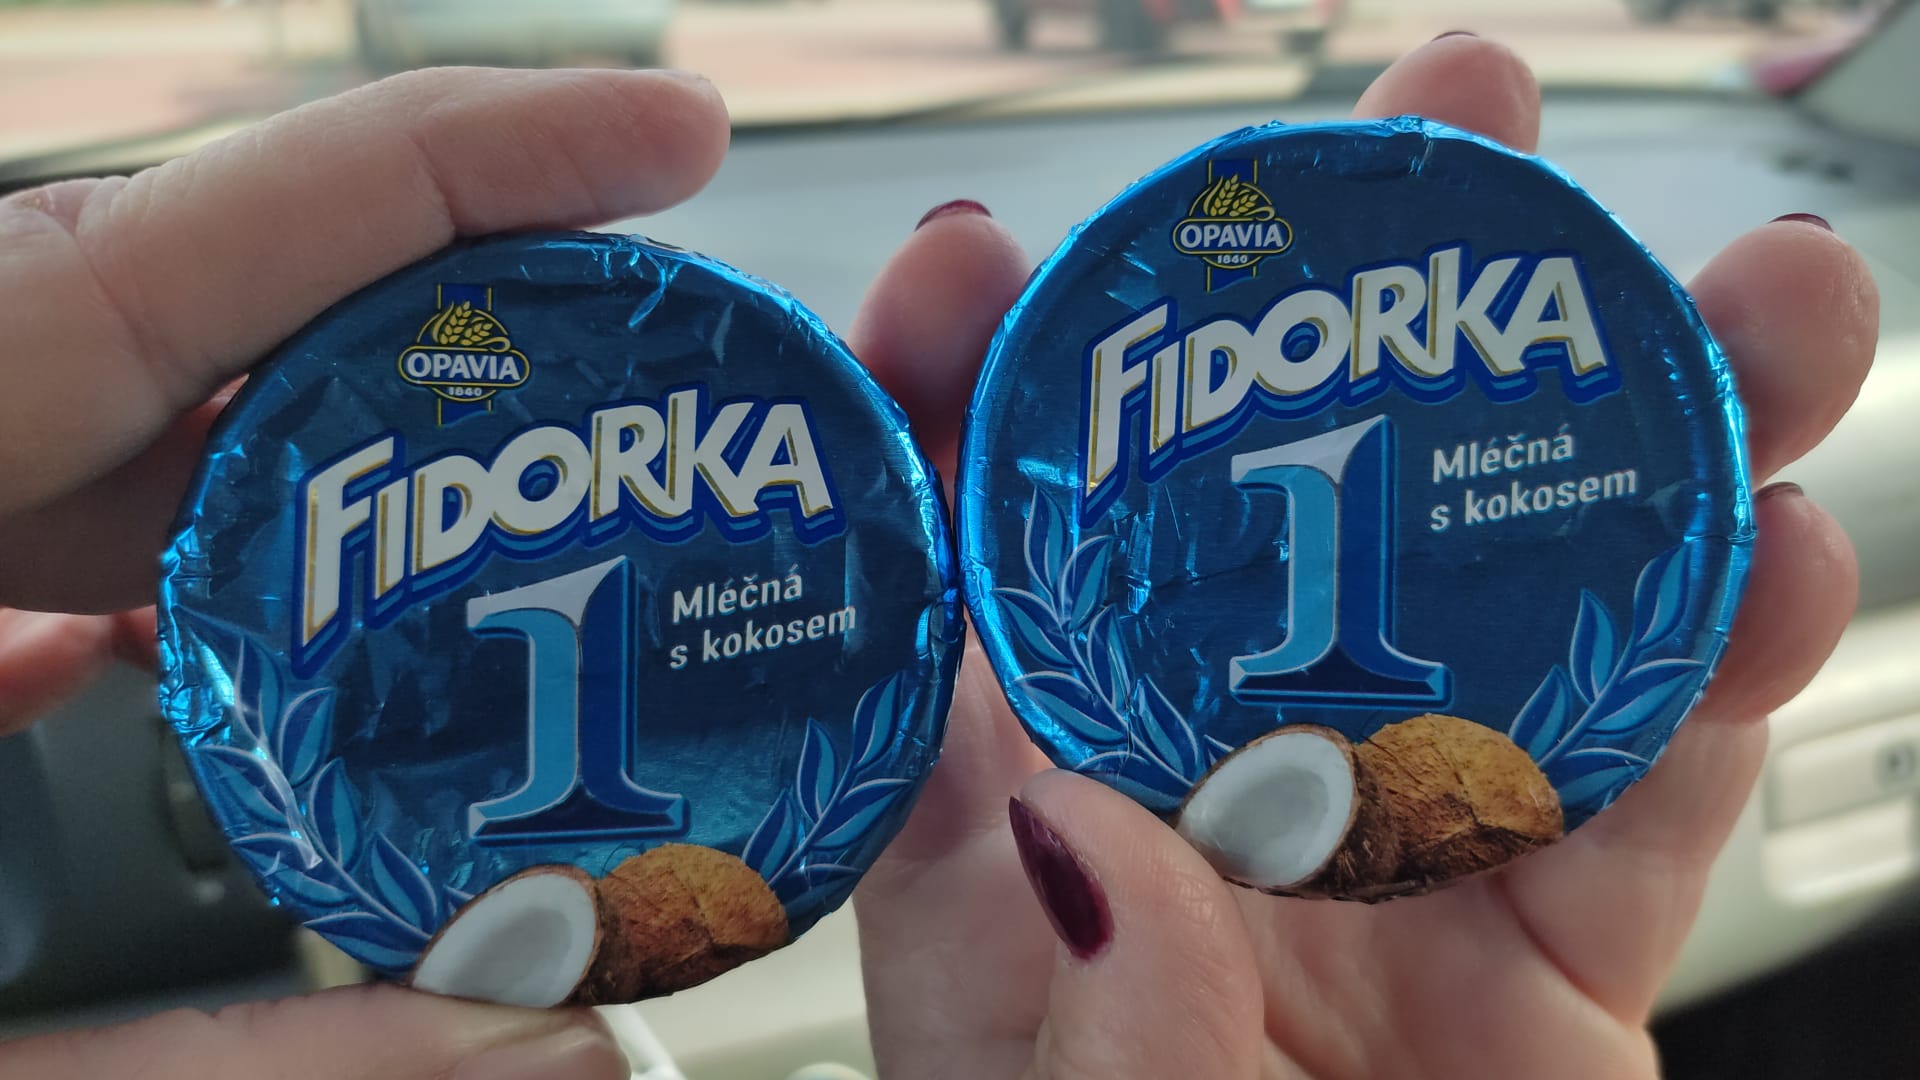 OPAVIA
1840
FIDORKA
1
Mléčná
s kokosem
OPAVIA
1840
FIDORKA
1
Mléčná
s kokosem